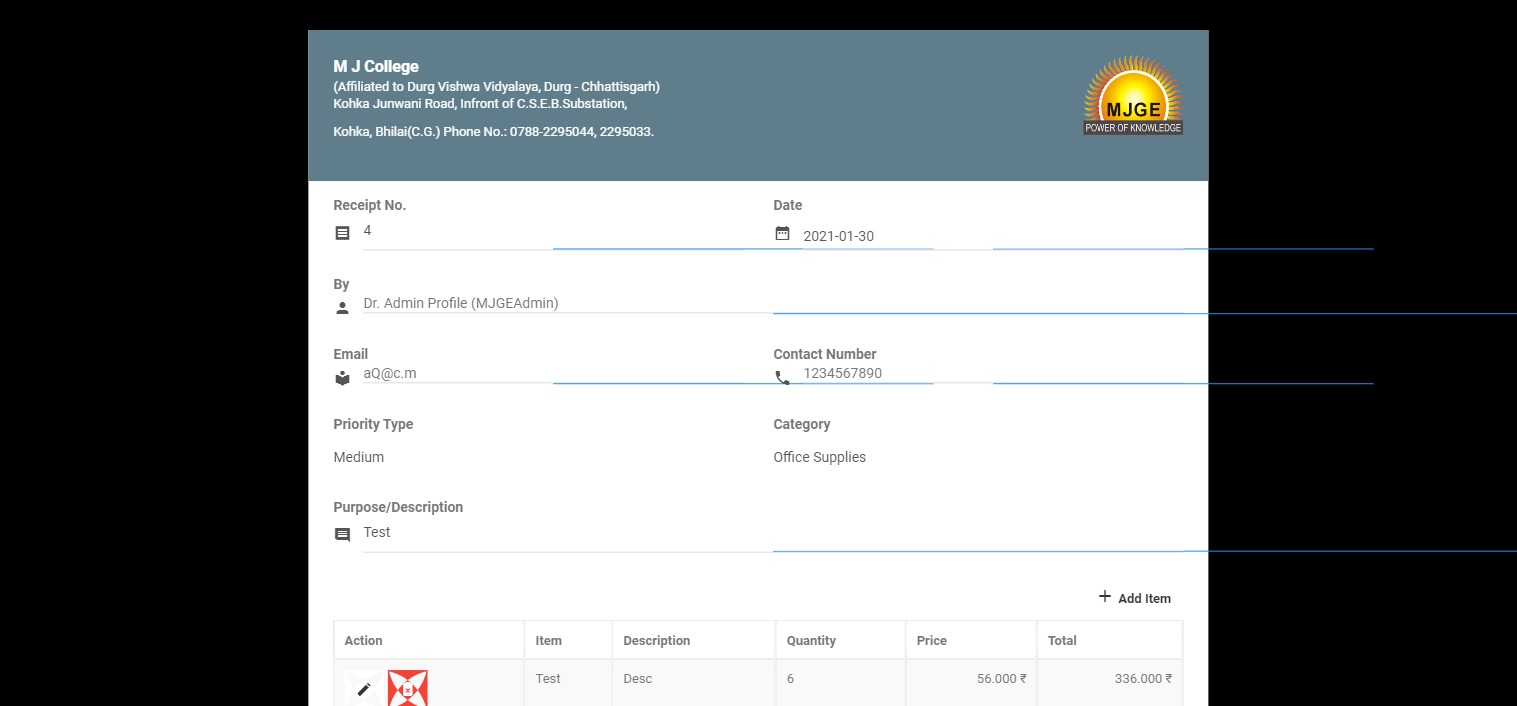 M J College
(Affiliated to Durg Vishwa Vidyalaya, Durg - Chhattisgarh)
Kohka Junwani Road, Infront of C.S.E.B.Substation,
Kohka, Bhilai(C.G.) Phone No.: 0788-2295044, 2295033.
MJGE
POWER OF KNOWLEDGE
Receipt No. Date
4 2021-01-30
By
Dr. Admin Profile (MJGEAdmin)
Email Contact Number
aQ@c.m 1234567890
Priority Type Category
Medium Office Supplies
Purpose/Description
Test
+ Add Item
Action Item Description Quantity Price Total
Test Desc 6 56.000 ₹ 336.000 ₹